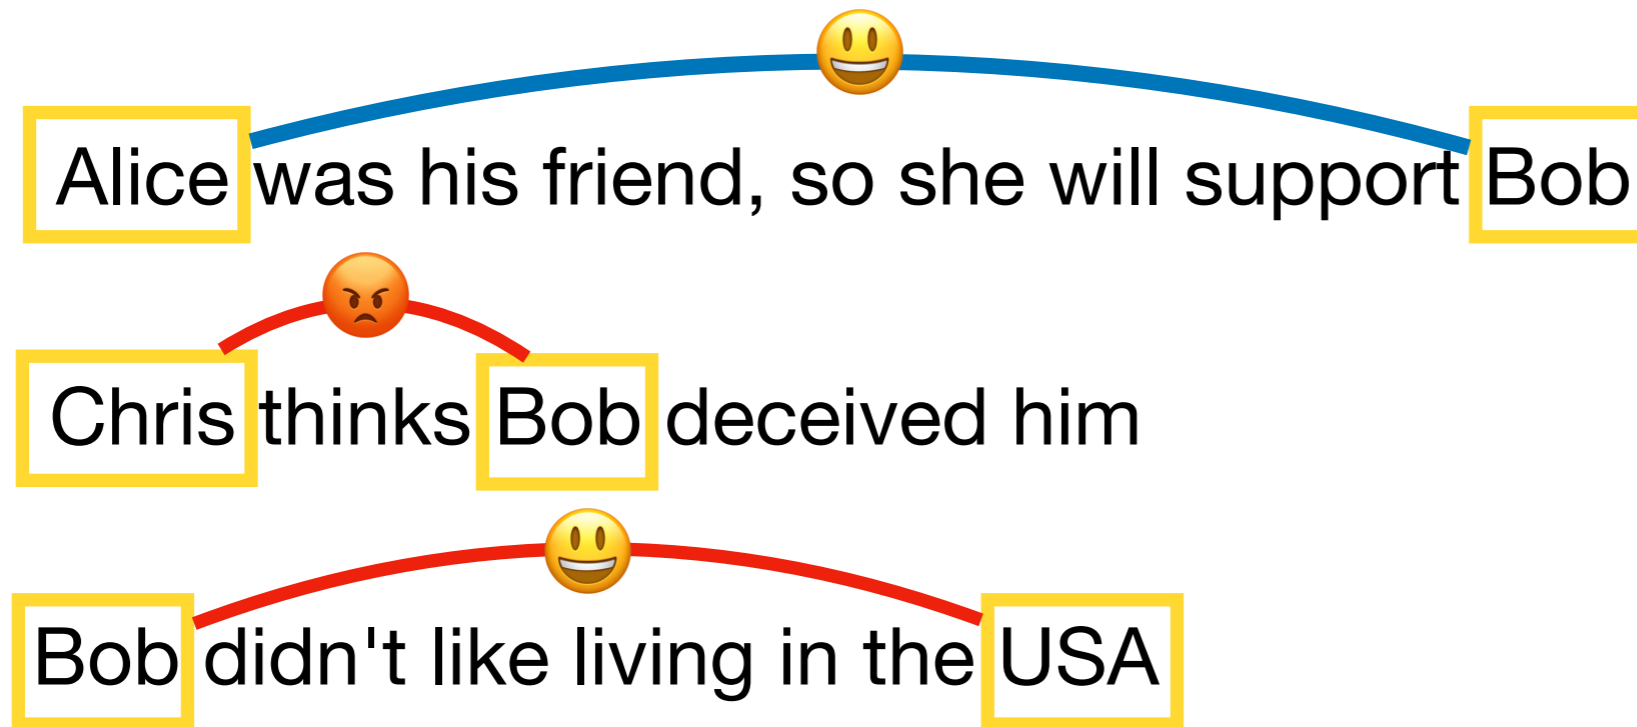 Alice was his friend, so she will support Bob
Chris thinks Bob deceived him
Bob didn't like living in the USA